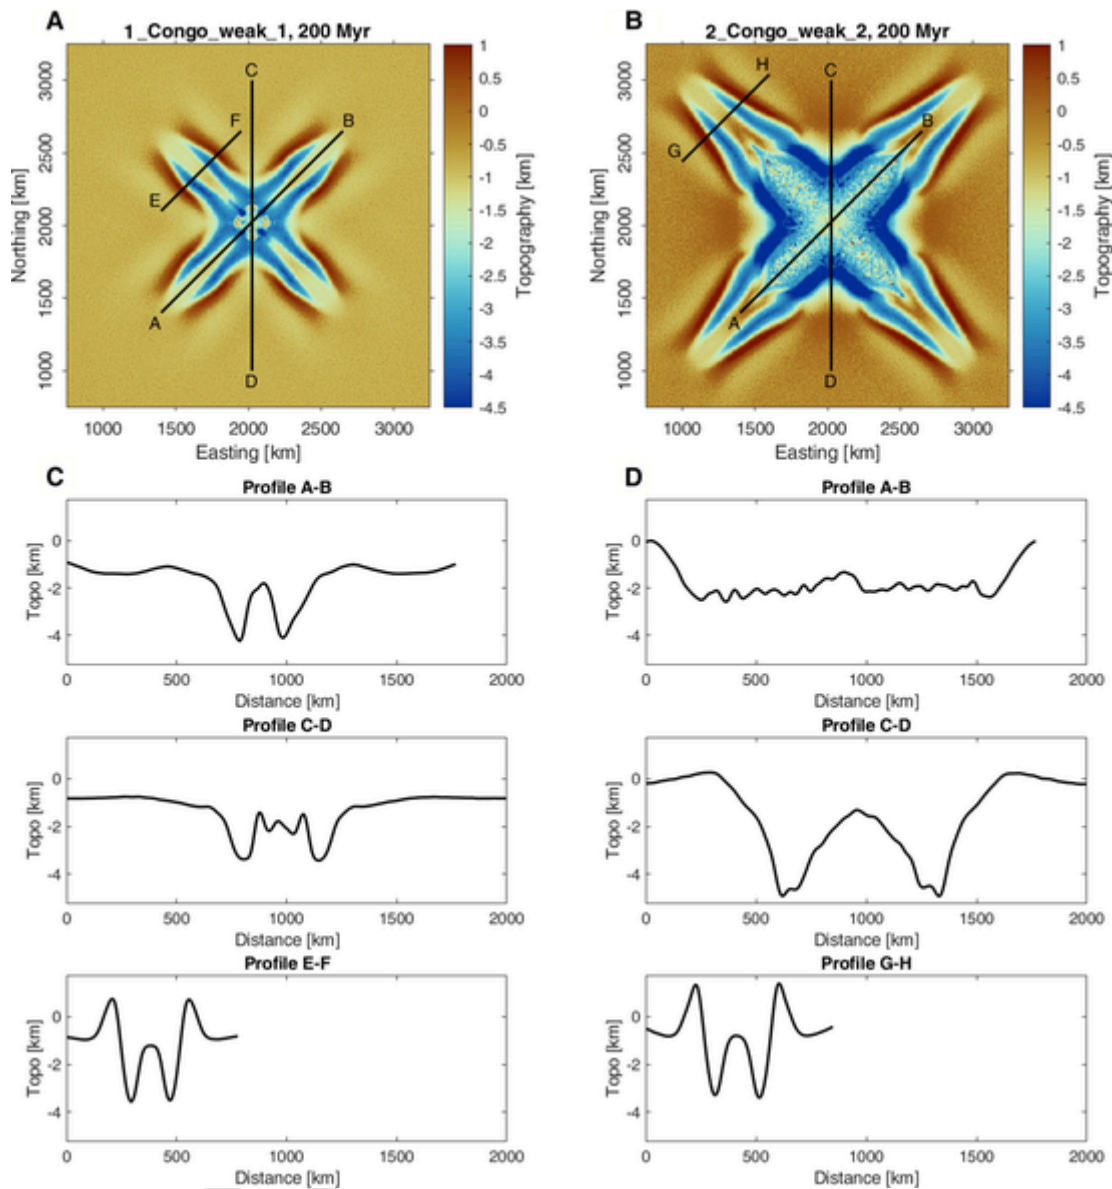 A
1_Congo_weak_1, 200 Myr
C
F
B
E
A
D
3000
2500
2000
1500
1000
Northing [km]
1000 1500 2000 2500 3000
Easting [km]
1
0.5
0
-0.5
-1
-1.5
-2
-2.5
-3
-3.5
-4
-4.5
Topography [km]
B
2_Congo_weak_2, 200 Myr
H
C
G
B
A
D
3000
2500
2000
1500
1000
Northing [km]
1000 1500 2000 2500 3000
Easting [km]
1
0.5
0
-0.5
-1
-1.5
-2
-2.5
-3
-3.5
-4
-4.5
Topography [km]
C
Profile A-B
0
-2
-4
Topo [km]
0 500 1000 1500 2000
Distance [km]
Profile C-D
0
-2
-4
Topo [km]
0 500 1000 1500 2000
Distance [km]
Profile E-F
0
-2
-4
Topo [km]
0 500 1000 1500 2000
Distance [km]
D
Profile A-B
0
-2
-4
Topo [km]
0 500 1000 1500 2000
Distance [km]
Profile C-D
0
-2
-4
Topo [km]
0 500 1000 1500 2000
Distance [km]
Profile G-H
0
-2
-4
Topo [km]
0 500 1000 1500 2000
Distance [km]